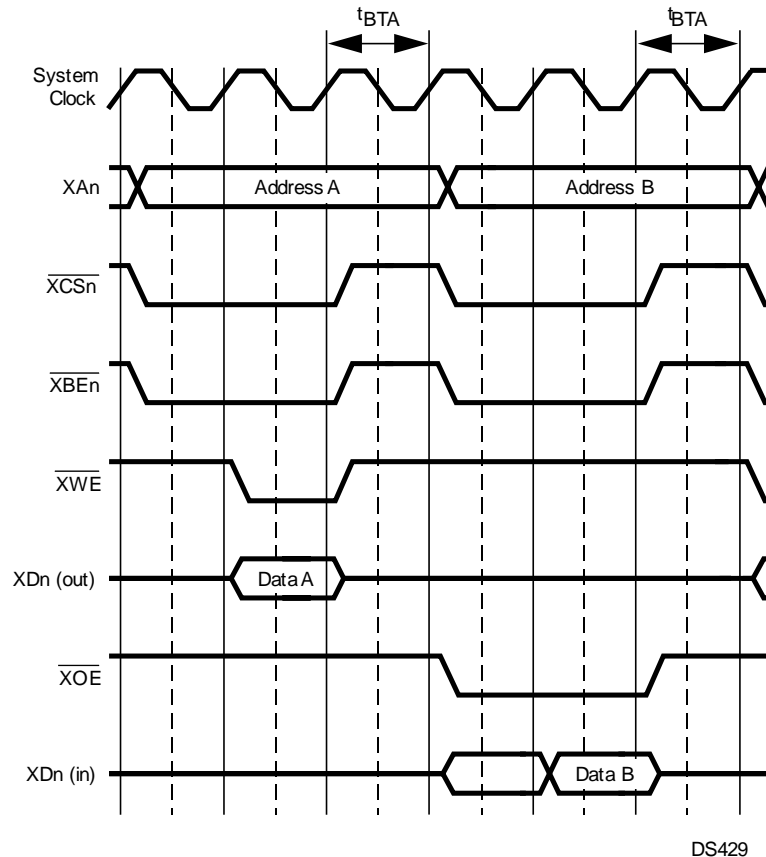 tBTA tBTA
System
Clock
XAn Address A Address B
XCSn
XBEn
XWE
XDn (out) Data A
XOE
XDn (in) Data B
DS429